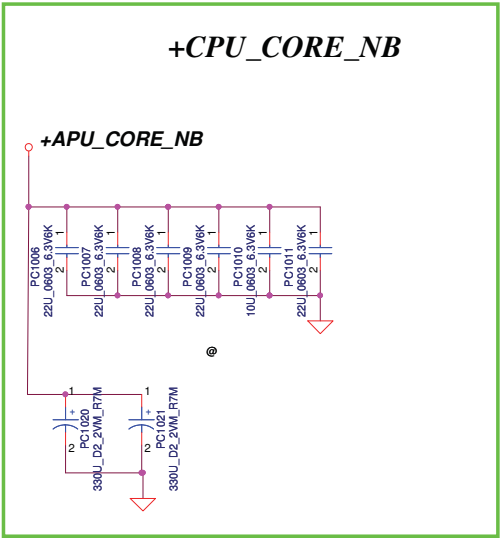 +CPU_CORE_NB
+APU_CORE_NB
1
2
PC1006
22U_0603_6.3V6K
1
2
PC1007
22U_0603_6.3V6K
1
2
PC1008
22U_0603_6.3V6K
1
2
PC1009
22U_0603_6.3V6K
1
2
PC1010
10U_0603_6.3V6K
1
2
PC1011
22U_0603_6.3V6K
@
1
+
2
PC1020
330U_D2_2VM_R7M
1
+
2
PC1021
330U_D2_2VM_R7M